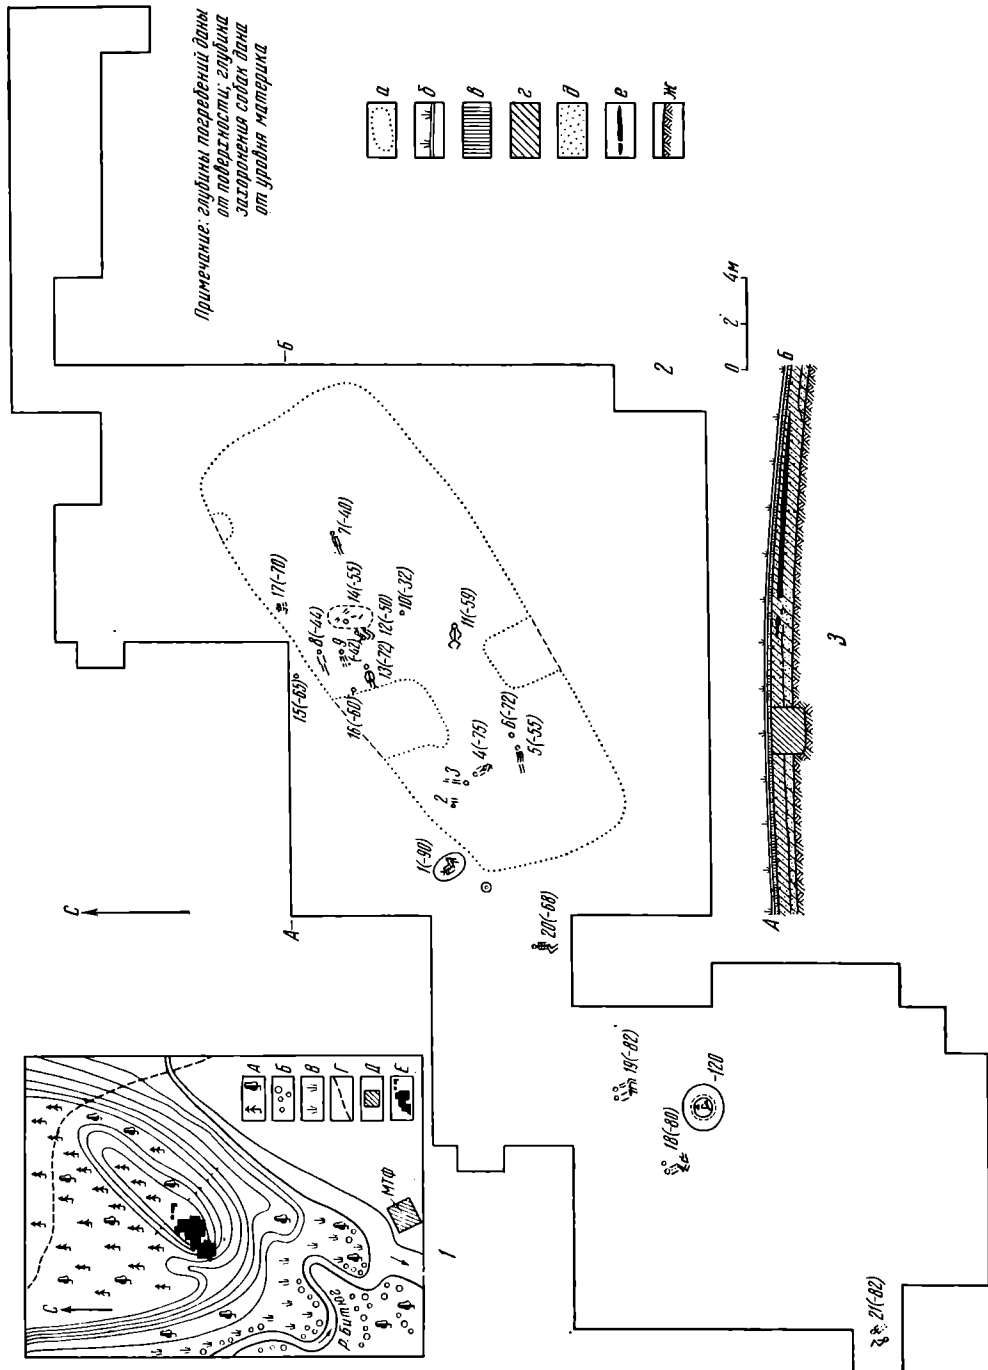 Примечание: глубины погребений даны
от поверхности; глубина
захоронения собак дана
от уровня материка
а
б
в
г
д
е
ж
С
А
Б
17(-70)
7(-40)
14(-55)
8(-44)
9
(-42)
12(-50)
10(-32)
13(-72)
15(-65)
16(-60)
11(-59)
6(-72)
5(-55)
4(-75)
3
2
1(-90)
20(-68)
19(-82)
18(-80)
-120
21(-82)
2
0 2 4м
А
Б
3
С
р. Бишног
МТФ
А
Б
В
Г
Д
Е
1